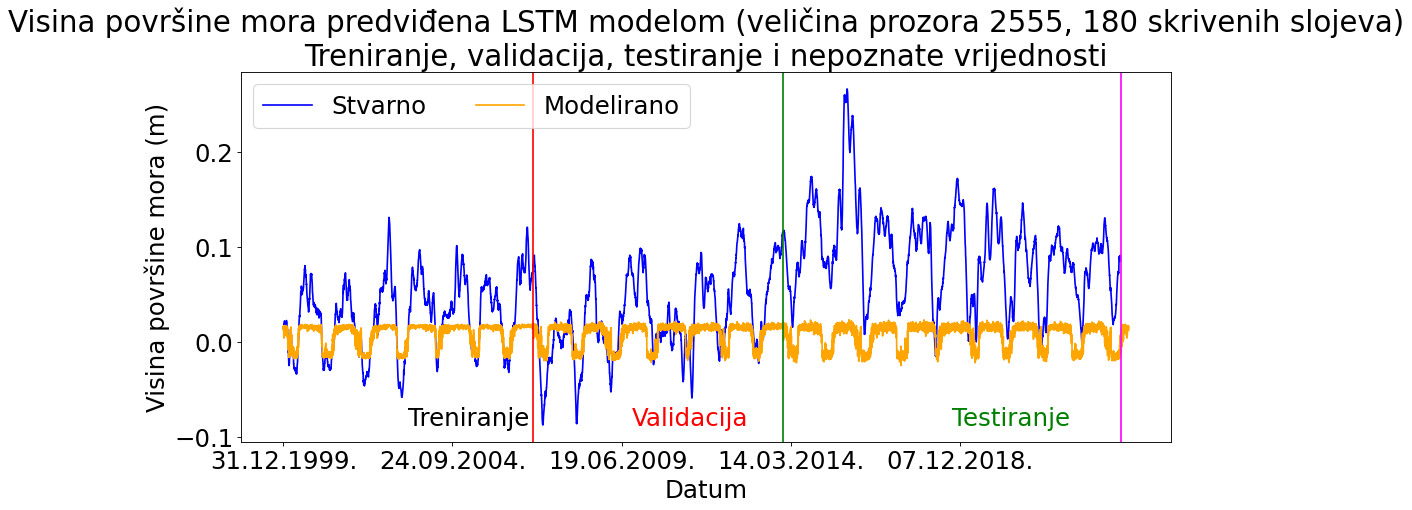 Visina površine mora predviđena LSTM modelom (veličina prozora 2555, 180 skrivenih slojeva)
Treniranje, validacija, testiranje i nepoznate vrijednosti
Stvarno Modelirano
Visina površine mora (m)
0.2
0.1
0.0
−0.1
Treniranje Validacija Testiranje
31.12.1999. 24.09.2004. 19.06.2009. 14.03.2014. 07.12.2018.
Datum